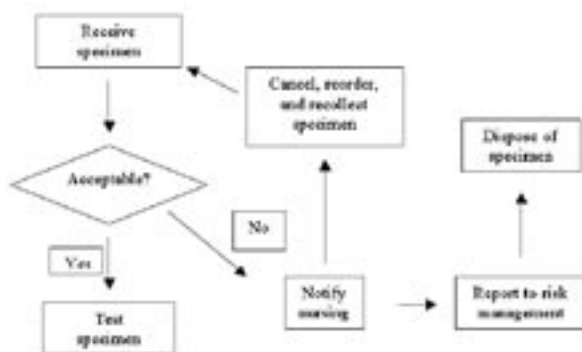 Receive
specimen
Cancel, reorder,
and recollect
specimen
Dispose of
specimen
Acceptable?
No
Yes
Notify
nursing
Report to risk
management
Test
specimen